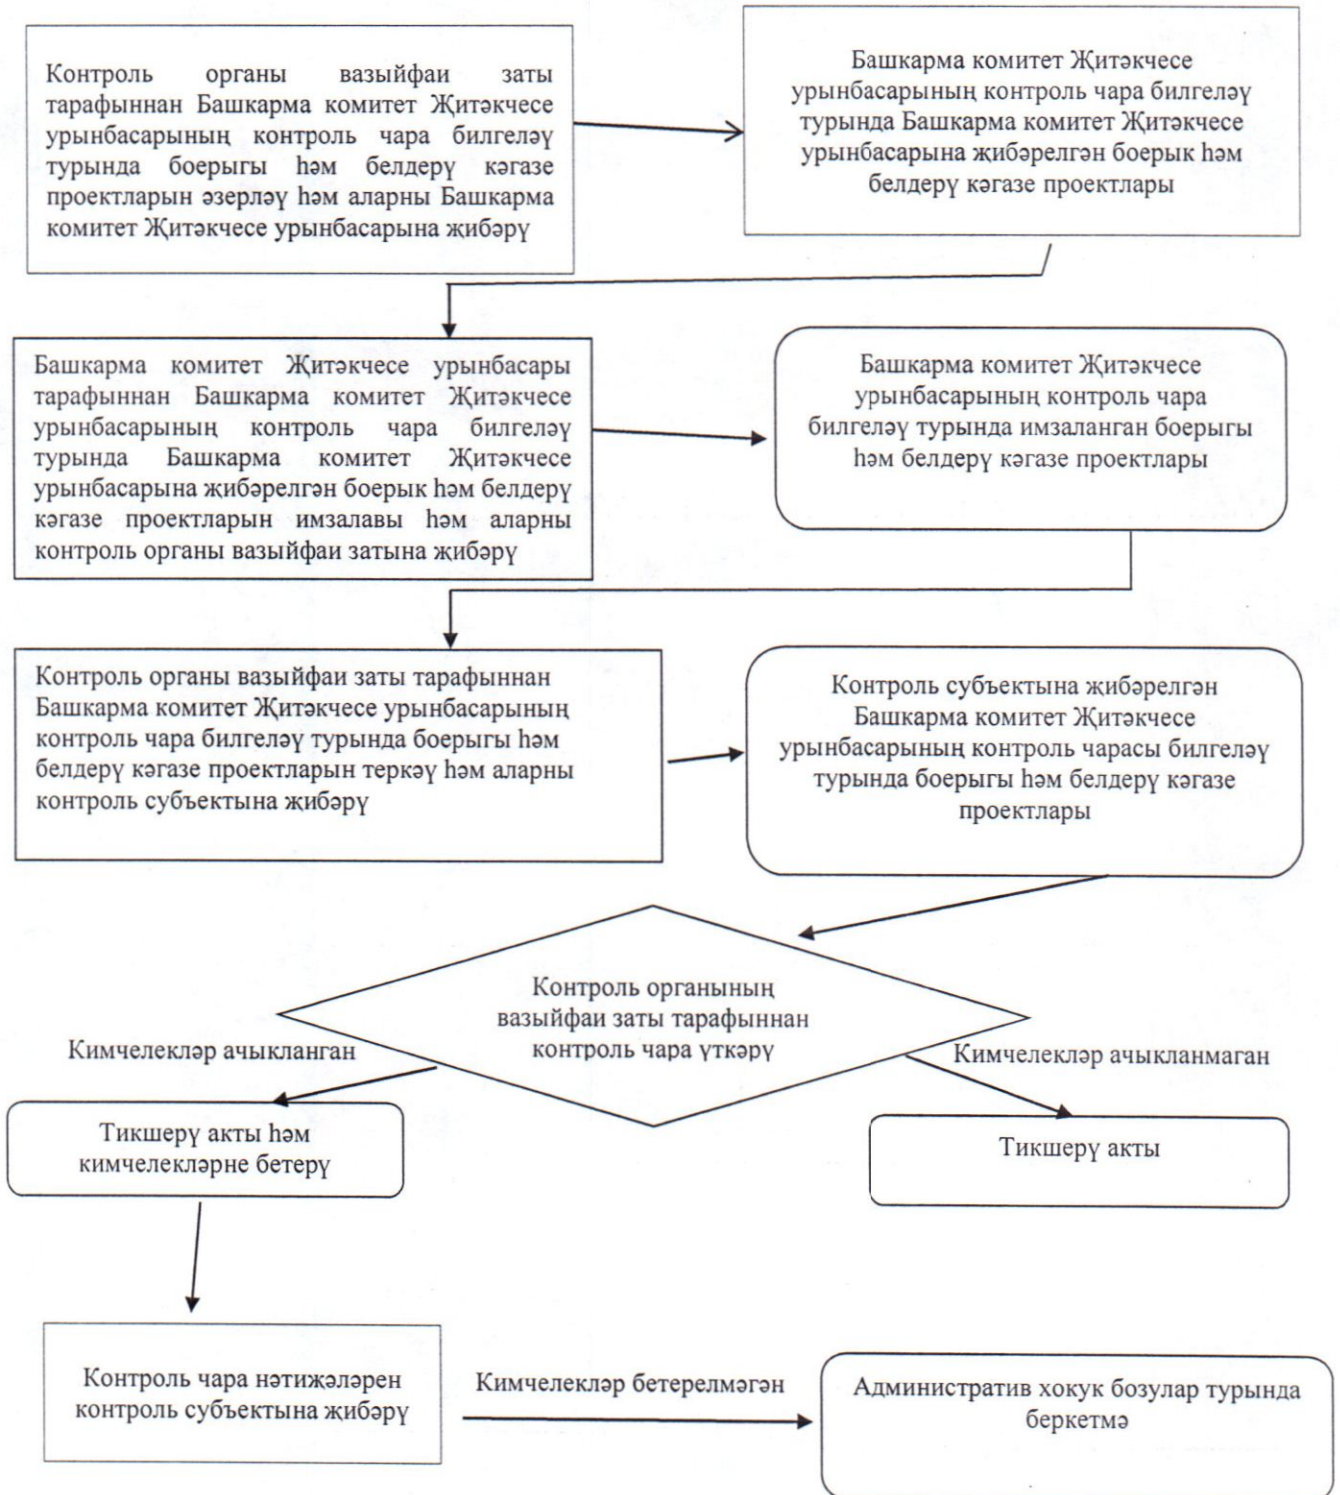 Контроль органы вазыйфаи заты
тарафыннан Башкарма комитет Җитәкчесе
урынбасарының контроль чара билгеләү
турында боерыгы һәм белдерү кәгазе
проектларын әзерләү һәм аларны Башкарма
комитет Җитәкчесе урынбасарына җибәрү
Башкарма комитет Җитәкчесе
урынбасарының контроль чара билгеләү
турында Башкарма комитет Җитәкчесе
урынбасарына җибәрелгән боерык һәм
белдерү кәгазе проектлары
Башкарма комитет Җитәкчесе урынбасары
тарафыннан Башкарма комитет Җитәкчесе
урынбасарының контроль чара билгеләү
турында Башкарма комитет Җитәкчесе
урынбасарына җибәрелгән боерык һәм белдерү
кәгазе проектларын имзалавы һәм аларны
контроль органы вазыйфаи затына җибәрү
Башкарма комитет Җитәкчесе
урынбасарының контроль чара
билгеләү турында имзаланган боерыгы
һәм белдерү кәгазе проектлары
Контроль органы вазыйфаи заты тарафыннан
Башкарма комитет Җитәкчесе урынбасарының
контроль чара билгеләү турында боерыгы һәм
белдерү кәгазе проектларын теркәү һәм аларны
контроль субъектына җибәрү
Контроль субъектына җибәрелгән
Башкарма комитет Җитәкчесе
урынбасарының контроль чарасы билгеләү
турында боерыгы һәм белдерү кәгазе
проектлары
Контроль органының
вазыйфаи заты тарафыннан
контроль чара үткәрү
Кимчелекләр ачыкланган
Кимчелекләр ачыкланмаган
Тикшерү акты һәм
кимчелекләрне бетерү
Тикшерү акты
Контроль чара нәтиҗәләрен
контроль субъектына җибәрү
Кимчелекләр бетерелмәгән
Административ хокук бозулар турында
беркетмә